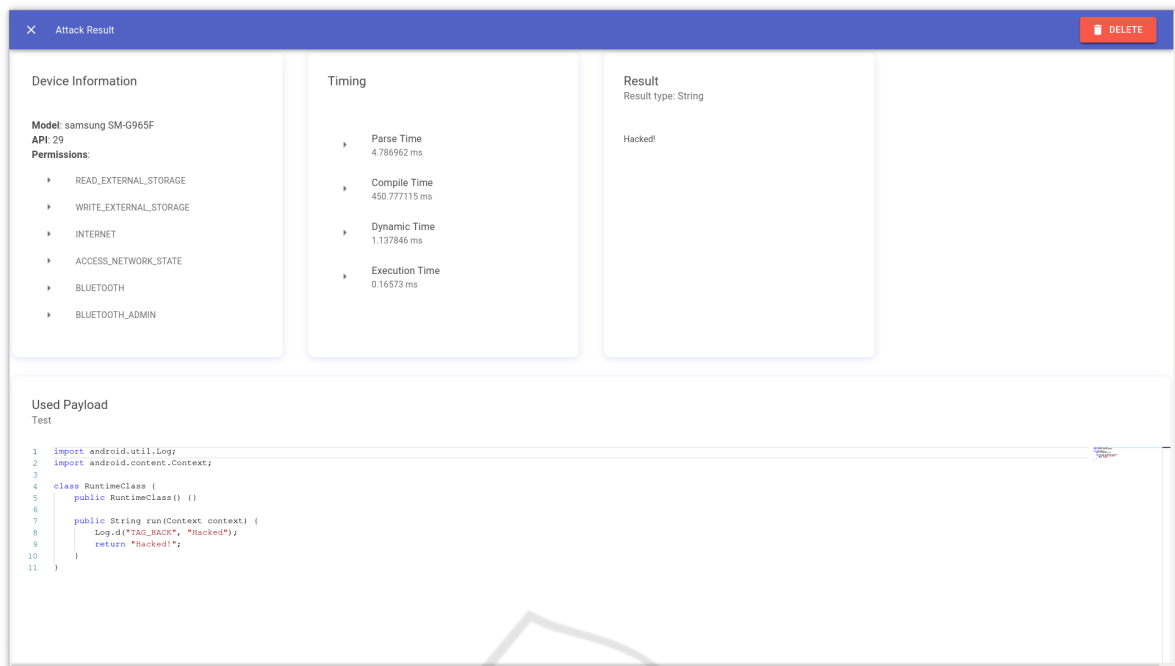 Attack Result
DELETE
Device Information
Model: samsung SM-G965F
API: 29
Permissions:
READ_EXTERNAL_STORAGE
WRITE_EXTERNAL_STORAGE
INTERNET
ACCESS_NETWORK_STATE
BLUETOOTH
BLUETOOTH_ADMIN
Timing
Parse Time
4.786962 ms
Compile Time
450.777115 ms
Dynamic Time
1.137846 ms
Execution Time
0.16573 ms
Result
Result type: String
Hacked!
Used Payload
Test
1 import android.util.Log;
2 import android.content.Context;
3
4 class RuntimeClass {
5 public RuntimeClass() {}
6
7 public String run(Context context) {
8 Log.d("TAG_HACK", "Hacked");
9 return "Hacked!";
10 }
11 }